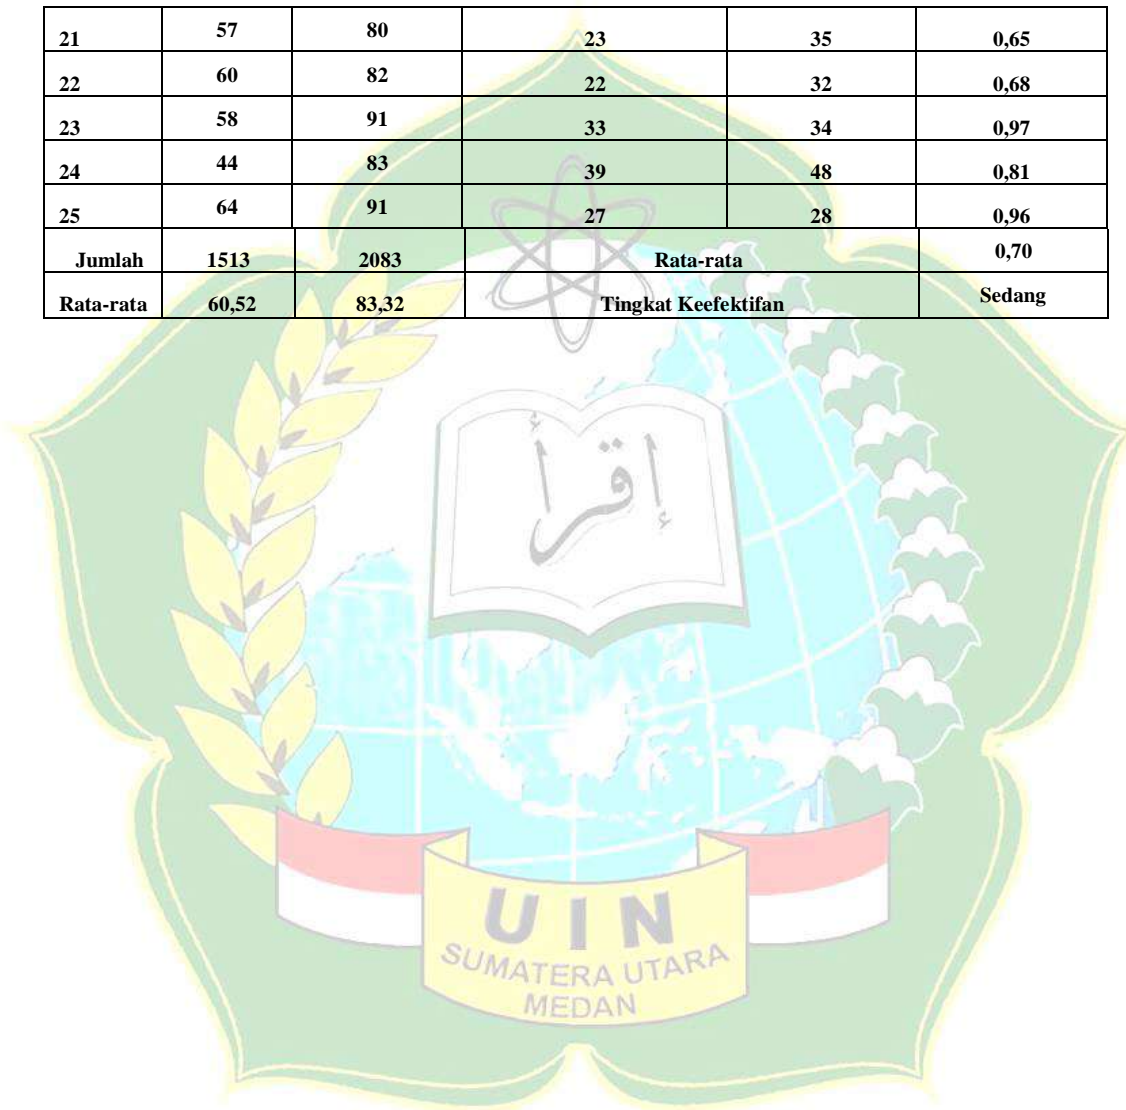 21 57 80 23 35 0,65
22 60 82 22 32 0,68
23 58 91 33 34 0,97
24 44 83 39 48 0,81
25 64 91 27 28 0,96
Jumlah 1513 2083 Rata-rata 0,70
Rata-rata 60,52 83,32 Tingkat Keefektifan Sedang
إقرأ
UIN
SUMATERA UTARA
MEDAN